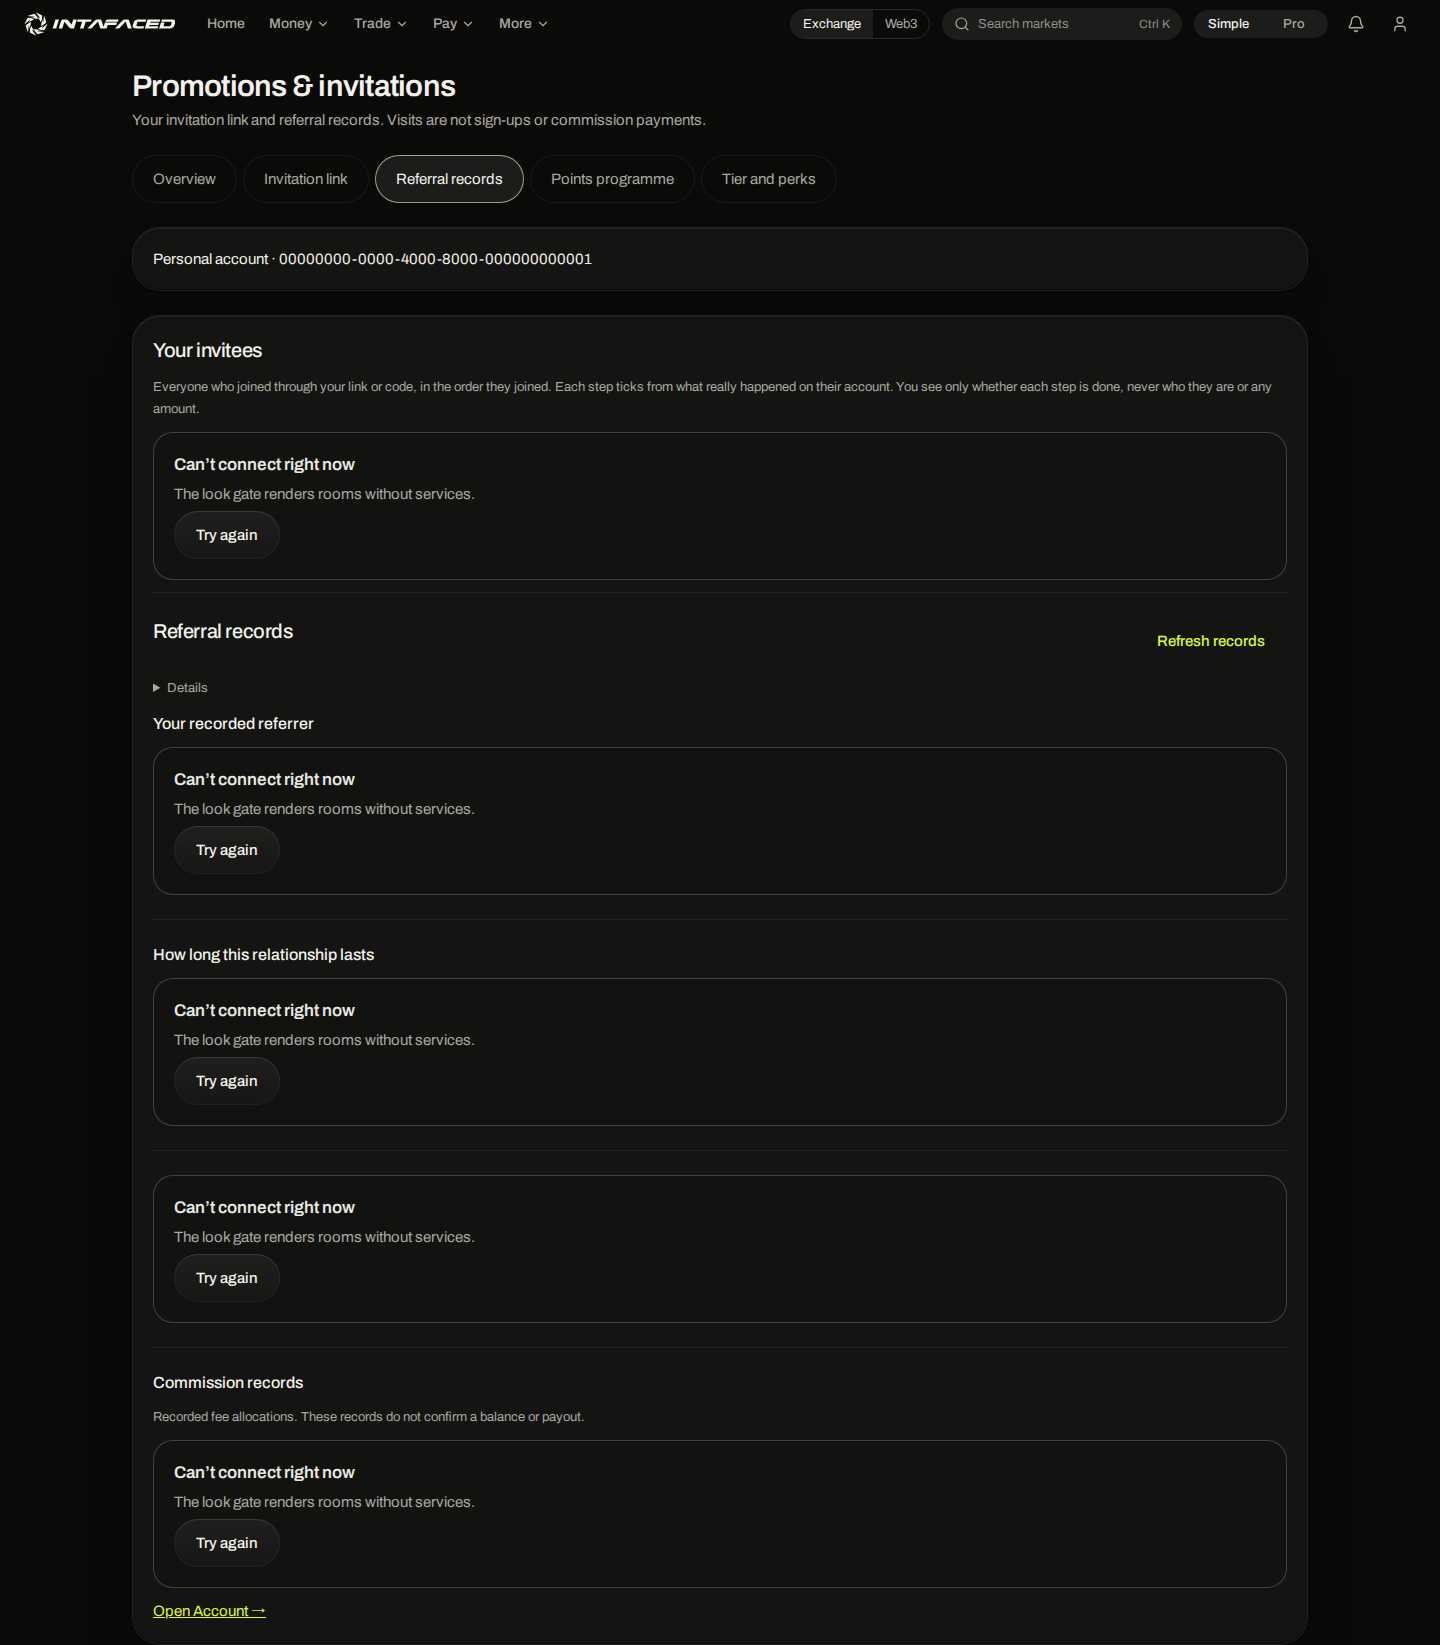 INTAFACED Home Money Trade Pay More Exchange Web3 Search markets Ctrl K Simple Pro
Promotions & invitations
Your invitation link and referral records. Visits are not sign-ups or commission payments.
Overview Invitation link Referral records Points programme Tier and perks
Personal account · 00000000-0000-4000-8000-000000000001
Your invitees
Everyone who joined through your link or code, in the order they joined. Each step ticks from what really happened on their account. You see only whether each step is done, never who they are or any
amount.
Can’t connect right now
The look gate renders rooms without services.
Try again
Referral records
Refresh records
Details
Your recorded referrer
Can’t connect right now
The look gate renders rooms without services.
Try again
How long this relationship lasts
Can’t connect right now
The look gate renders rooms without services.
Try again
Can’t connect right now
The look gate renders rooms without services.
Try again
Commission records
Recorded fee allocations. These records do not confirm a balance or payout.
Can’t connect right now
The look gate renders rooms without services.
Try again
Open Account →